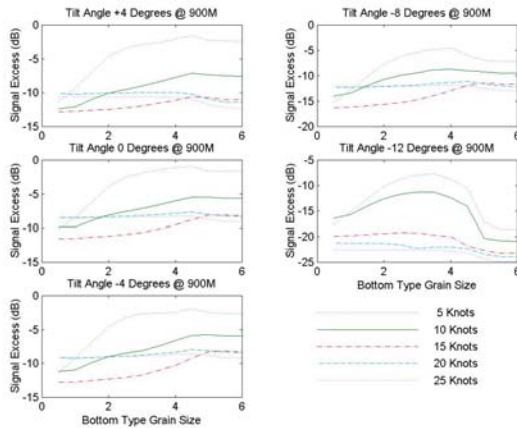 Tilt Angle +4 Degrees @ 900M
Signal Excess (dB)
0
-5
-10
-15
0 2 4 6
Tilt Angle -8 Degrees @ 900M
Signal Excess (dB)
0
-5
-10
-15
-20
0 2 4 6
Tilt Angle 0 Degrees @ 900M
Signal Excess (dB)
0
-5
-10
-15
0 2 4 6
Tilt Angle -12 Degrees @ 900M
Signal Excess (dB)
-5
-10
-15
-20
-25
0 2 4 6
Bottom Type Grain Size
Tilt Angle -4 Degrees @ 900M
Signal Excess (dB)
0
-5
-10
-15
0 2 4 6
Bottom Type Grain Size
5 Knots
10 Knots
15 Knots
20 Knots
25 Knots